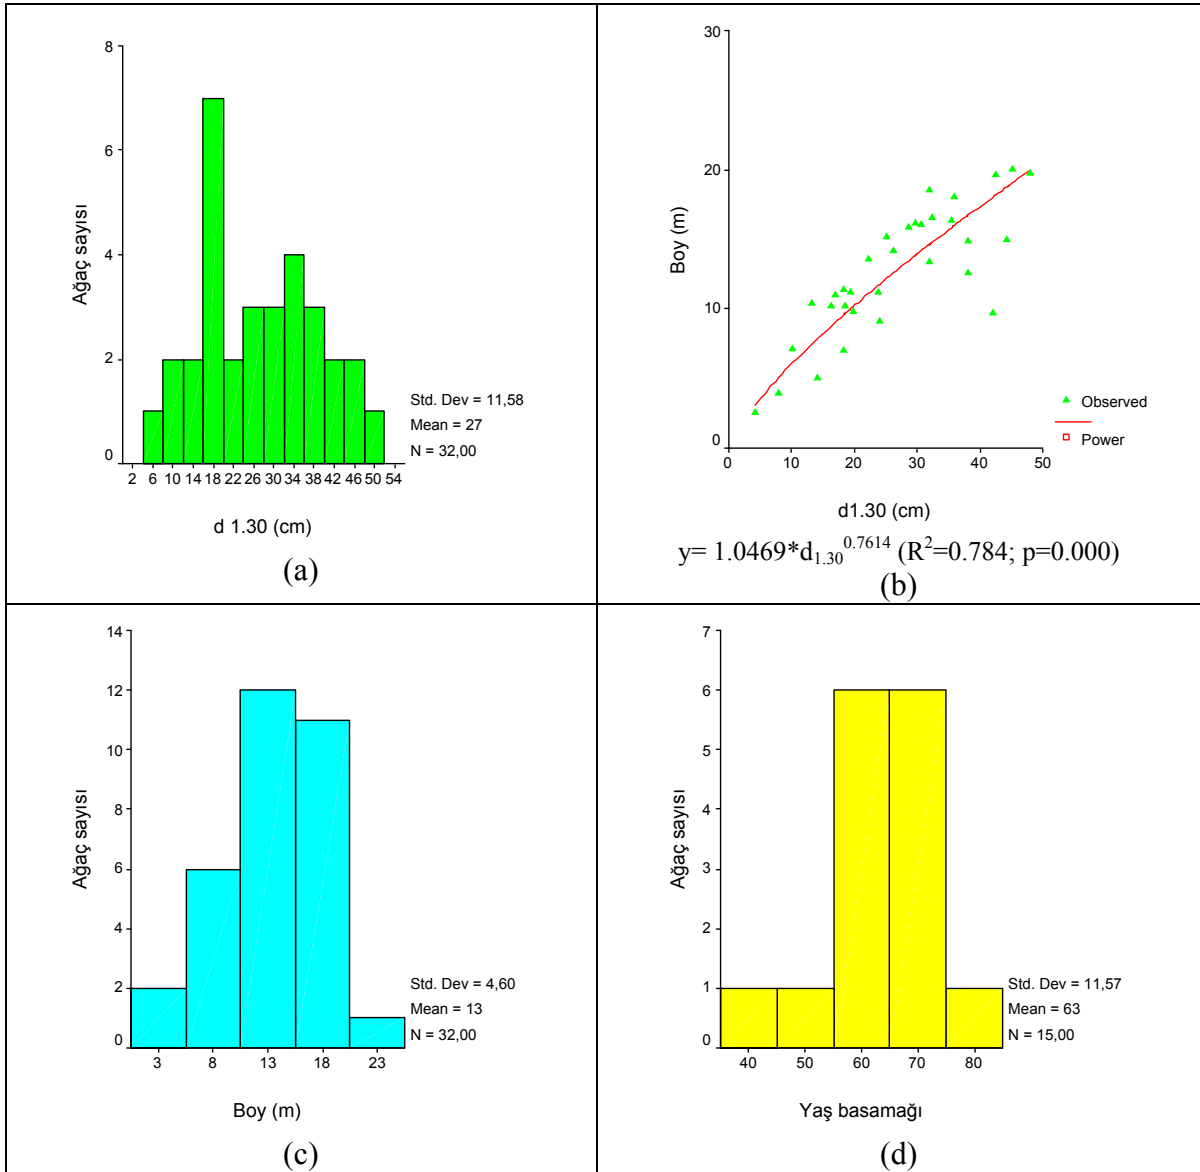 8
6
4
2
0
Ağaç sayısı
2 6 10 14 18 22 26 30 34 38 42 46 50 54
d 1.30 (cm)
Std. Dev = 11,58
Mean = 27
N = 32,00
(a)
30
20
10
0
Boy (m)
0 10 20 30 40 50
d1.30 (cm)
Observed
Power
y= 1.0469*d1.30^0.7614 (R²=0.784; p=0.000)
(b)
14
12
10
8
6
4
2
0
Ağaç sayısı
3 8 13 18 23
Boy (m)
Std. Dev = 4,60
Mean = 13
N = 32,00
(c)
7
6
5
4
3
2
1
0
Ağaç sayısı
40 50 60 70 80
Yaş basamağı
Std. Dev = 11,57
Mean = 63
N = 15,00
(d)